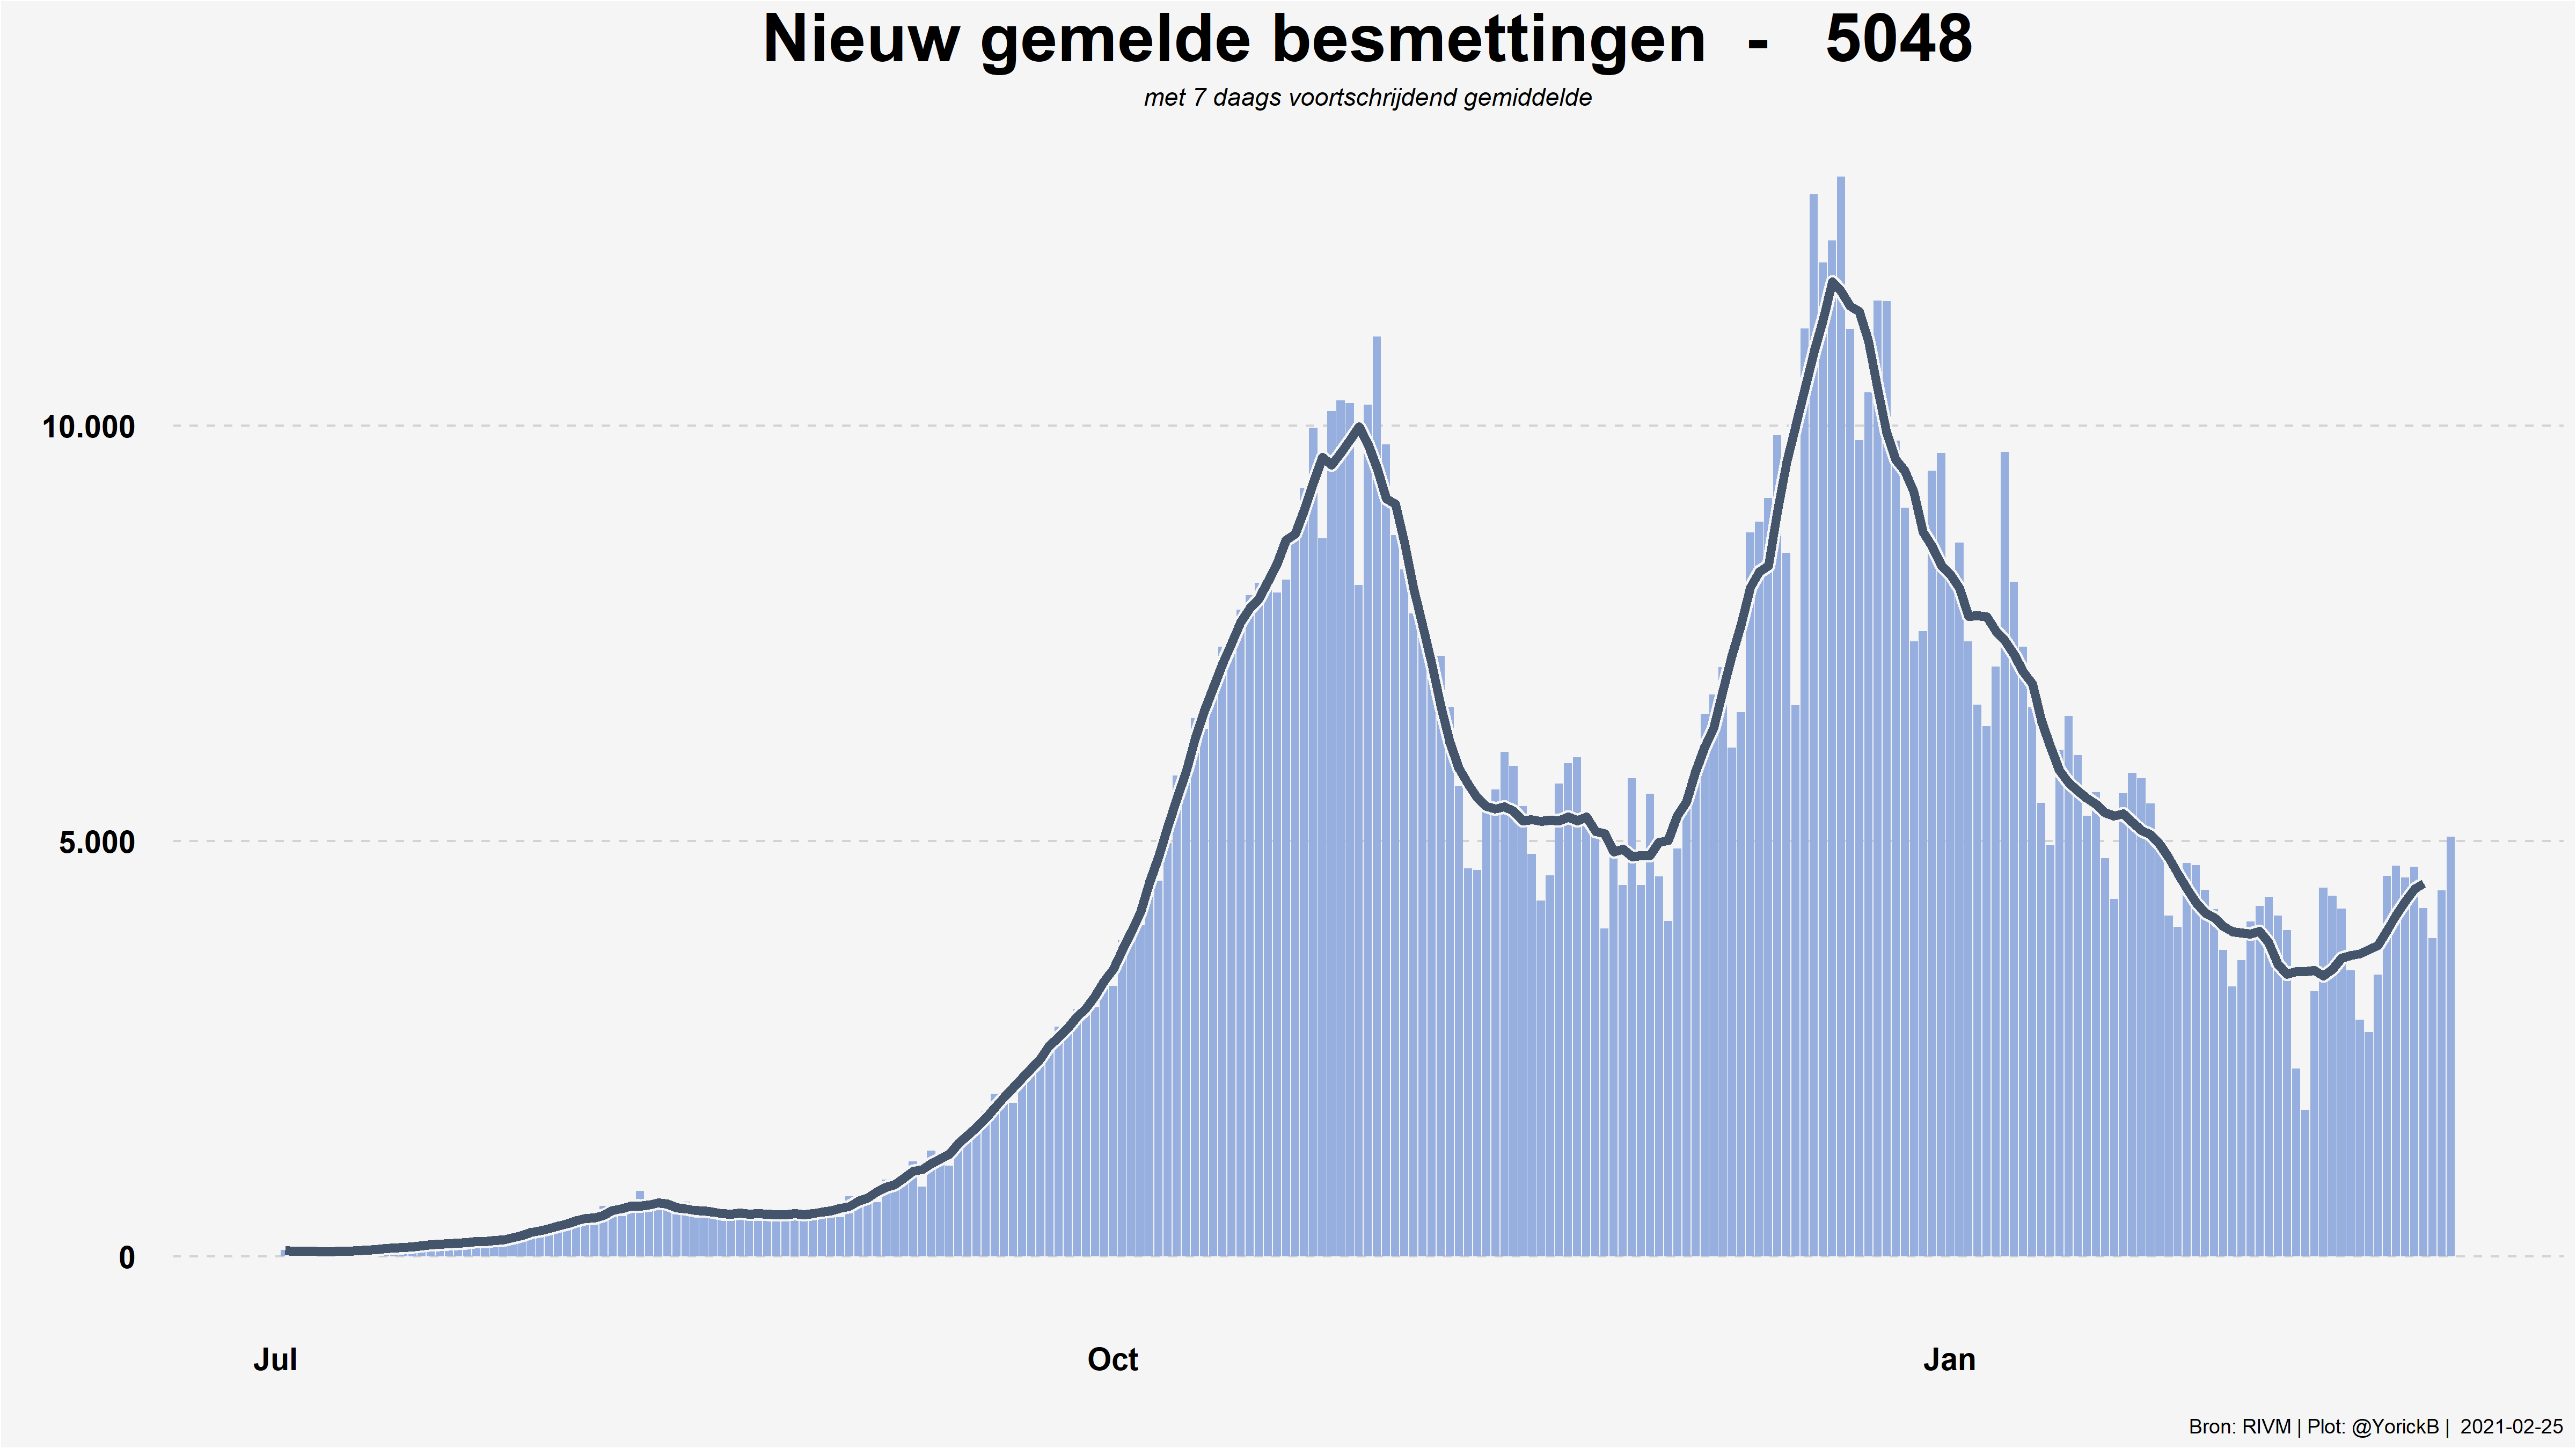 Nieuw gemelde besmettingen - 5048
met 7 daags voortschrijdend gemiddelde
10.000
5.000
0
Jul Oct Jan
Bron: RIVM | Plot: @YorickB | 2021-02-25